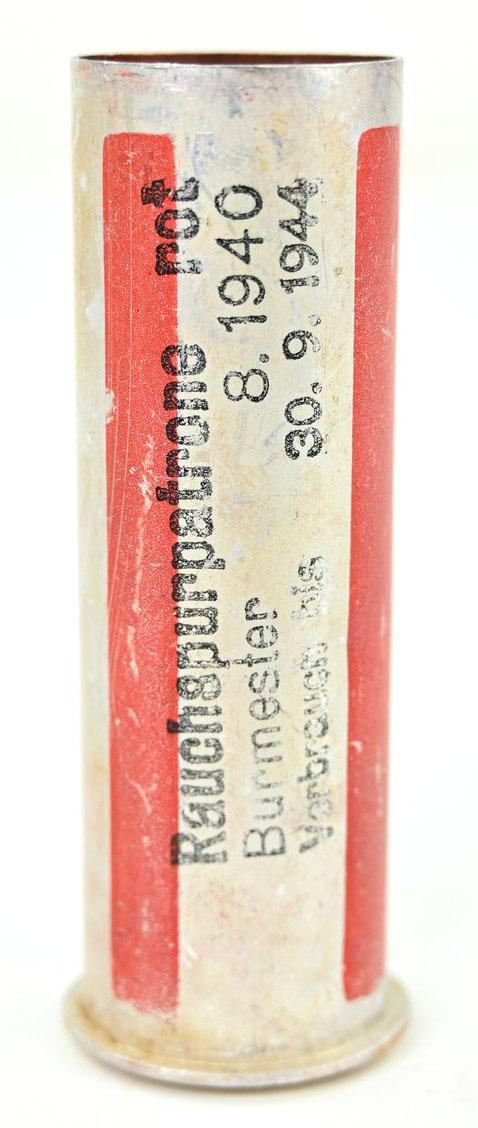 Rauchspurpatrone rot
Burmester 8.1940
Verbrauch bis 30.9.1944